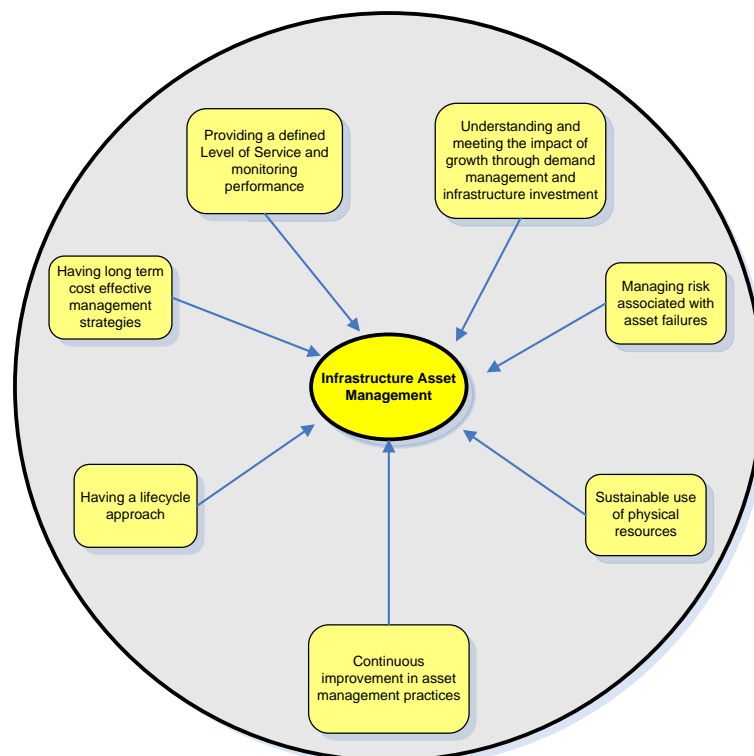 Providing a defined
Level of Service and
monitoring
performance
Understanding and
meeting the impact of
growth through demand
management and
infrastructure investment
Having long term
cost effective
management
strategies
Managing risk
associated with
asset failures
Infrastructure Asset
Management
Having a lifecycle
approach
Sustainable use
of physical
resources
Continuous
improvement in asset
management practices